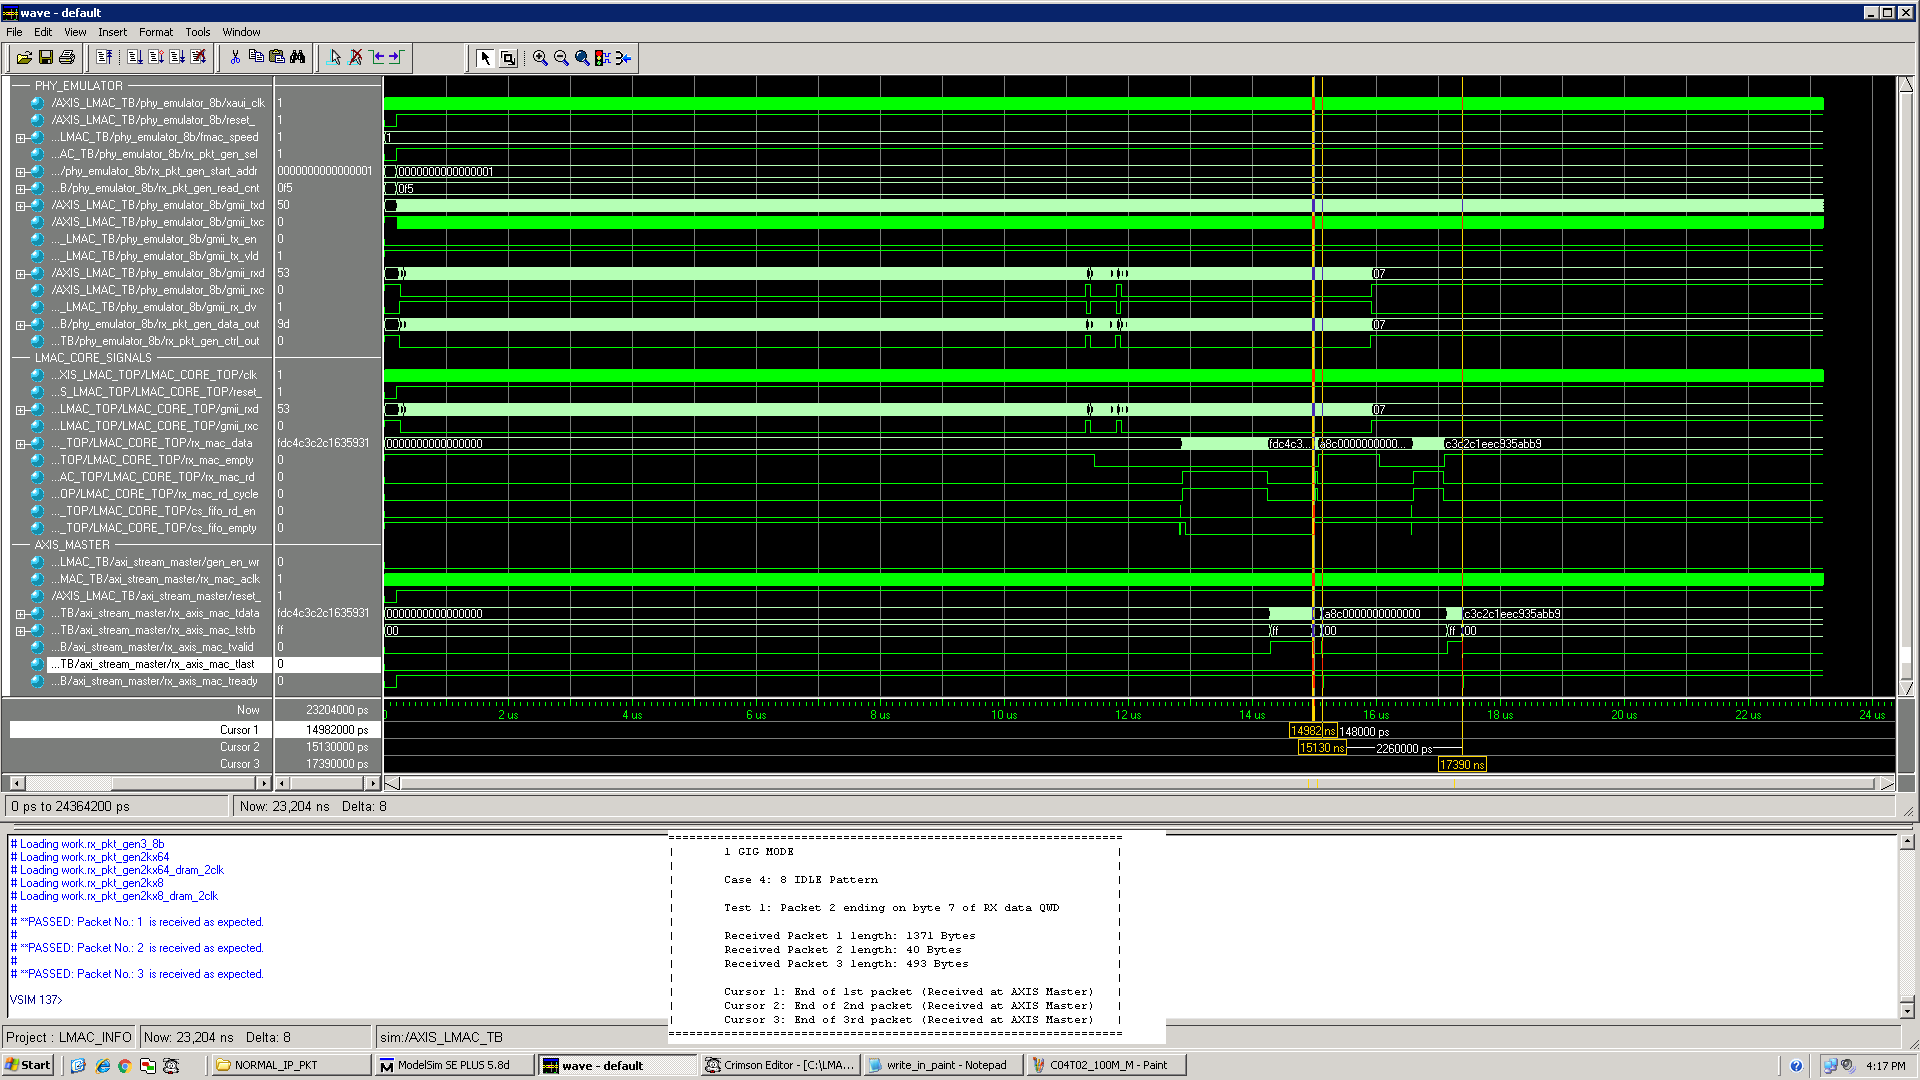 wave - default
File Edit View Insert Format Tools Window
PHY_EMULATOR
/AXIS_LMAC_TB/phy_emulator_8b/xaui_clk 1
/AXIS_LMAC_TB/phy_emulator_8b/reset_ 1
...LMAC_TB/phy_emulator_8b/fmac_speed 1 1
...AC_TB/phy_emulator_8b/rx_pkt_gen_sel 1
.../phy_emulator_8b/rx_pkt_gen_start_addr 0000000000000001 0000000000000001
...B/phy_emulator_8b/rx_pkt_gen_read_cnt 0f5 0f5
/AXIS_LMAC_TB/phy_emulator_8b/gmii_txd 50
/AXIS_LMAC_TB/phy_emulator_8b/gmii_txc 0
..._LMAC_TB/phy_emulator_8b/gmii_tx_en 0
..._LMAC_TB/phy_emulator_8b/gmii_tx_vld 1
/AXIS_LMAC_TB/phy_emulator_8b/gmii_rxd 53 07
/AXIS_LMAC_TB/phy_emulator_8b/gmii_rxc 0
..._LMAC_TB/phy_emulator_8b/gmii_rx_dv 1
...B/phy_emulator_8b/rx_pkt_gen_data_out 9d 07
...TB/phy_emulator_8b/rx_pkt_gen_ctrl_out 0
LMAC_CORE_SIGNALS
...XIS_LMAC_TOP/LMAC_CORE_TOP/clk 1
...S_LMAC_TOP/LMAC_CORE_TOP/reset_ 1
...LMAC_TOP/LMAC_CORE_TOP/gmii_rxd 53 07
...LMAC_TOP/LMAC_CORE_TOP/gmii_rxc 0
..._TOP/LMAC_CORE_TOP/rx_mac_data fdc4c3c2c1635931 0000000000000000 fdc4c3... a8c0000000000... c3c2c1eec935abb9
...TOP/LMAC_CORE_TOP/rx_mac_empty 0
...AC_TOP/LMAC_CORE_TOP/rx_mac_rd 0
...OP/LMAC_CORE_TOP/rx_mac_rd_cycle 0
..._TOP/LMAC_CORE_TOP/cs_fifo_rd_en 0
..._TOP/LMAC_CORE_TOP/cs_fifo_empty 0
AXIS_MASTER
...LMAC_TB/axi_stream_master/gen_en_wr 0
...MAC_TB/axi_stream_master/rx_mac_aclk 1
/AXIS_LMAC_TB/axi_stream_master/reset_ 1
...TB/axi_stream_master/rx_axis_mac_tdata fdc4c3c2c1635931 0000000000000000 a8c0000000000000 c3c2c1eec935abb9
...TB/axi_stream_master/rx_axis_mac_tstrb ff 00 ff 00 ff 00
...B/axi_stream_master/rx_axis_mac_tvalid 0
...TB/axi_stream_master/rx_axis_mac_tlast 0
...B/axi_stream_master/rx_axis_mac_tready 0
Now 23204000 ps 0 2 us 4 us 6 us 8 us 10 us 12 us 14 us 16 us 18 us 20 us 22 us 24 us
Cursor 1 14982000 ps 14982 ns 148000 ps
Cursor 2 15130000 ps 15130 ns 2260000 ps
Cursor 3 17390000 ps 17390 ns
0 ps to 24364200 ps Now: 23,204 ns Delta: 8
# Loading work.rx_pkt_gen3_8b
# Loading work.rx_pkt_gen2kx64
# Loading work.rx_pkt_gen2kx64_dram_2clk
# Loading work.rx_pkt_gen2kx8
# Loading work.rx_pkt_gen2kx8_dram_2clk
#
# **PASSED: Packet No.: 1 is received as expected.
#
# **PASSED: Packet No.: 2 is received as expected.
#
# **PASSED: Packet No.: 3 is received as expected.
VSIM 137>
1 GIG MODE
Case 4: 8 IDLE Pattern
Test 1: Packet 2 ending on byte 7 of RX data QWD
Received Packet 1 length: 1371 Bytes
Received Packet 2 length: 40 Bytes
Received Packet 3 length: 493 Bytes
Cursor 1: End of 1st packet (Received at AXIS Master)
Cursor 2: End of 2nd packet (Received at AXIS Master)
Cursor 3: End of 3rd packet (Received at AXIS Master)
Project : LMAC_INFO Now: 23,204 ns Delta: 8 sim:/AXIS_LMAC_TB
Start NORMAL_IP_PKT ModelSim SE PLUS 5.8d wave - default Crimson Editor - [C:\LMA... write_in_paint - Notepad C04T02_100M_M - Paint 4:17 PM